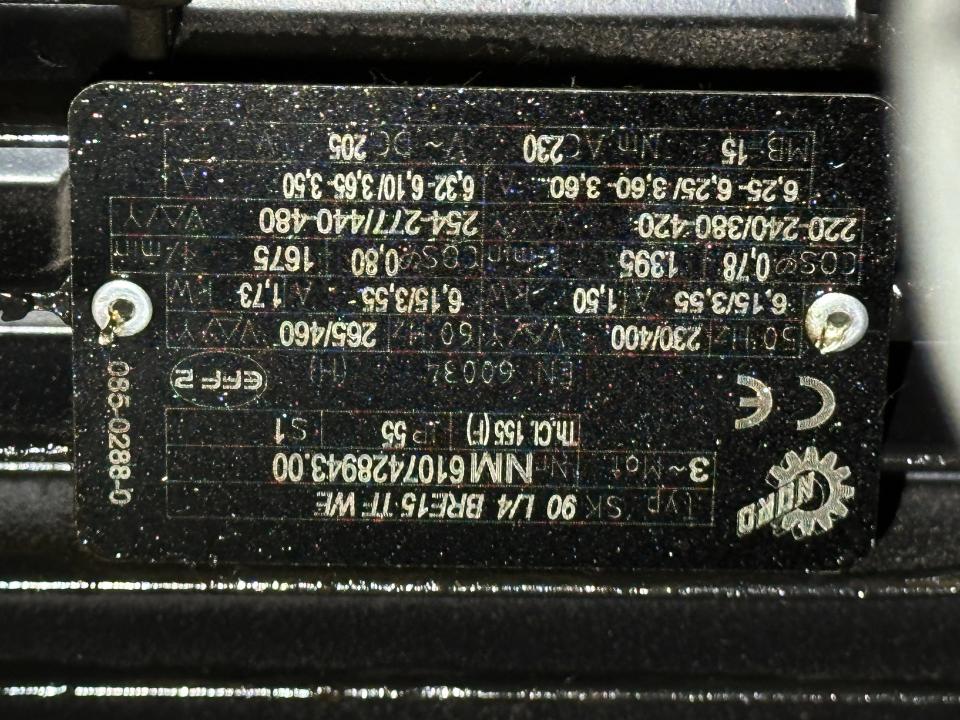 NORD
Typ SK 90 L/4 BRE15 TF WE
3~Mot Nr. NM 6107428943.00
Th.Cl. 155 (F) IP 55 S1
CE EN 60034 (H) EFF 2
50 Hz 230/400 V Δ/Y 60 Hz 265/460 V Δ/Y
6,15/3,55 A 1,50 kW 6,15/3,55 A 1,73 kW
COSφ 0,78 1395 1/min COSφ 0,80 1675 1/min
220-240/380-420 V Δ/Y 254-277/440-480 V Δ/Y
6,25- 6,25/ 3,60- 3,60 A 6,32- 6,10/ 3,65- 3,50 A
MB 15 Nm AC 230 V~ DC 205 V
085-0288-0